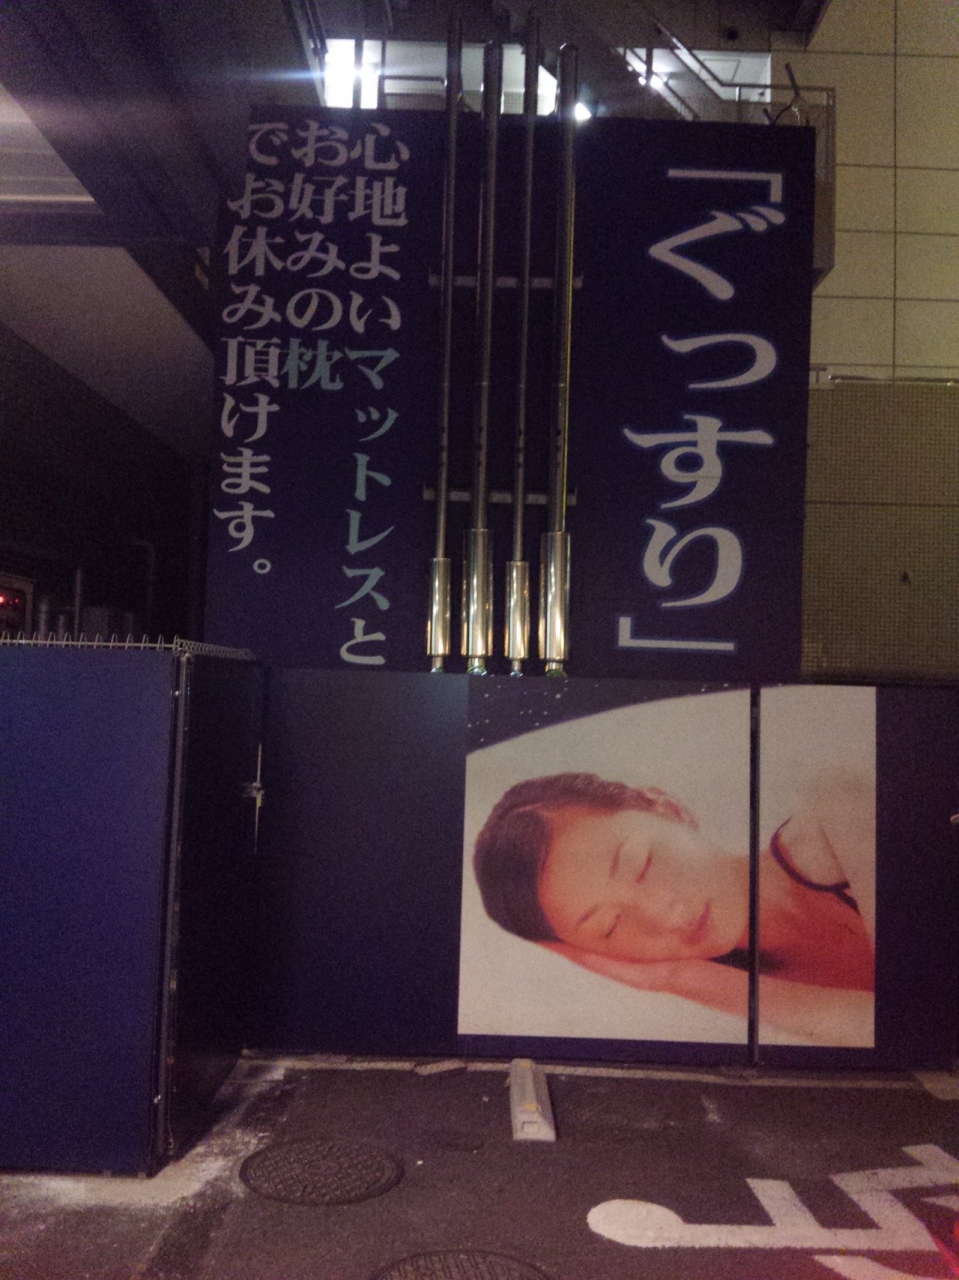 「ぐっすり」
心地よいマットレスと
お好みの枕
でお休み頂けます。